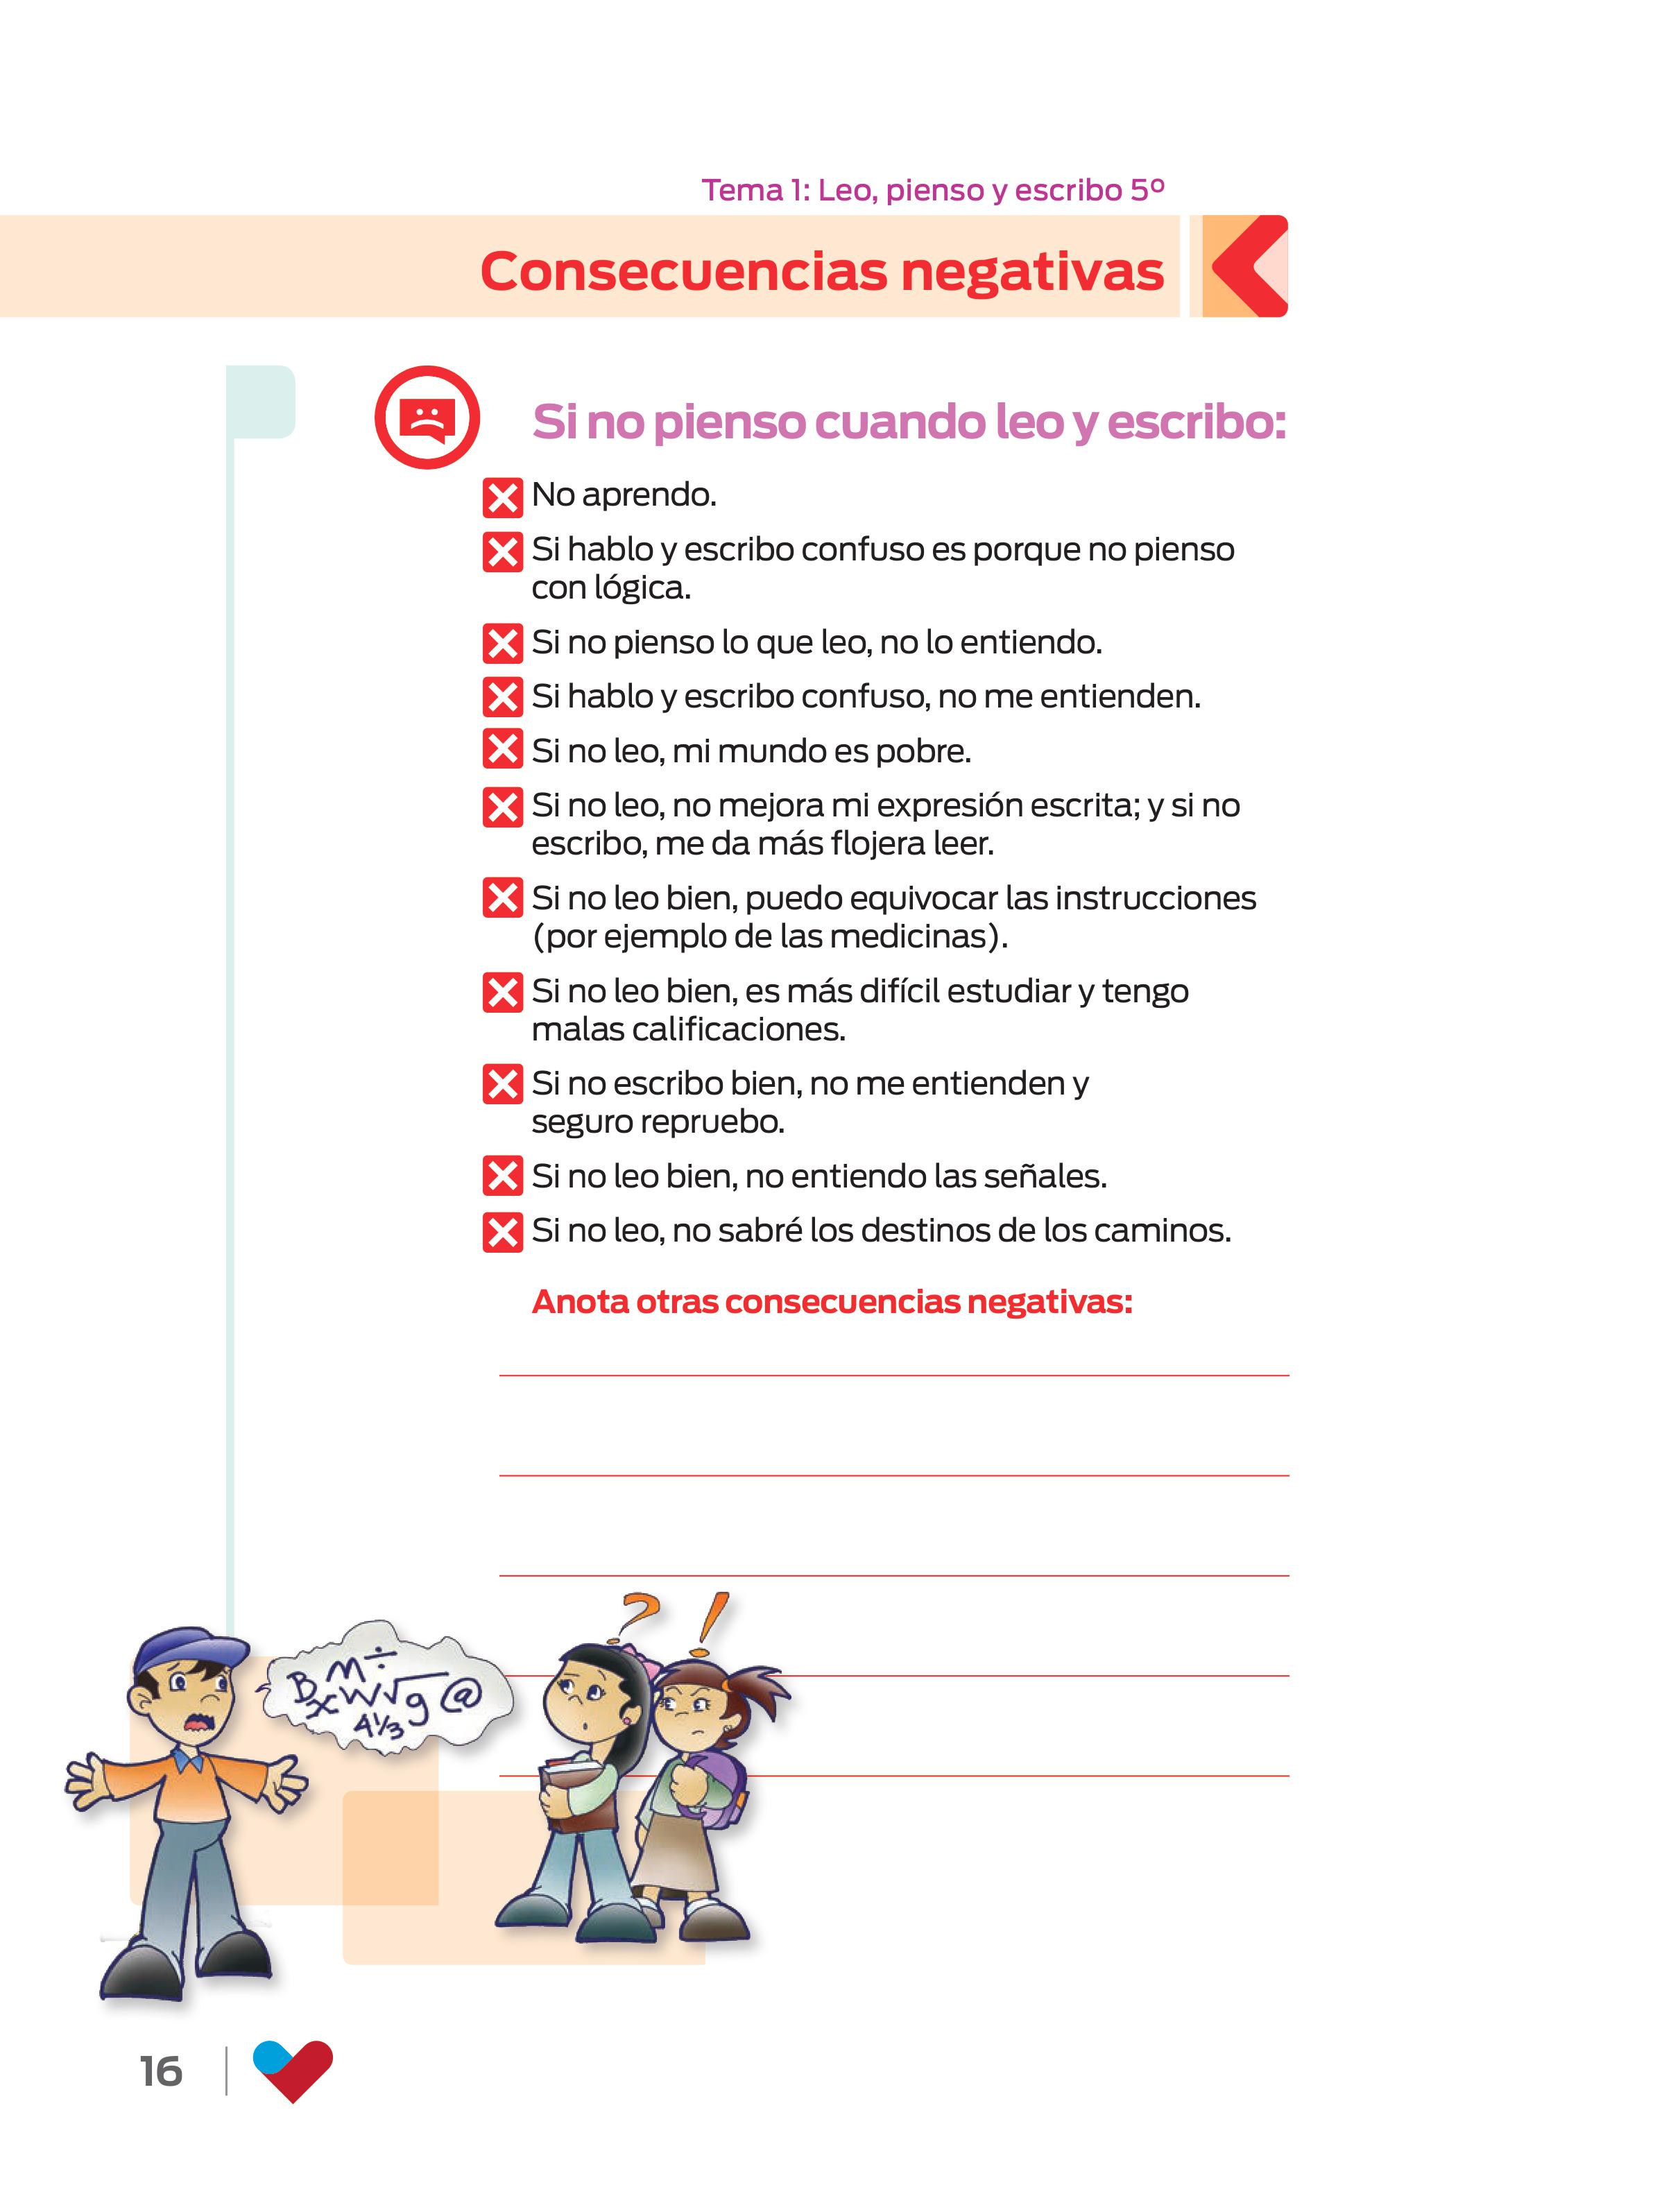 Tema 1: Leo, pienso y escribo 5º
Consecuencias negativas
Si no pienso cuando leo y escribo:
No aprendo.
Si hablo y escribo confuso es porque no pienso
con lógica.
Si no pienso lo que leo, no lo entiendo.
Si hablo y escribo confuso, no me entienden.
Si no leo, mi mundo es pobre.
Si no leo, no mejora mi expresión escrita; y si no
escribo, me da más flojera leer.
Si no leo bien, puedo equivocar las instrucciones
(por ejemplo de las medicinas).
Si no leo bien, es más difícil estudiar y tengo
malas calificaciones.
Si no escribo bien, no me entienden y
seguro repruebo.
Si no leo bien, no entiendo las señales.
Si no leo, no sabré los destinos de los caminos.
Anota otras consecuencias negativas:
? !
B M ÷
x W √ g @
4 1/3
16